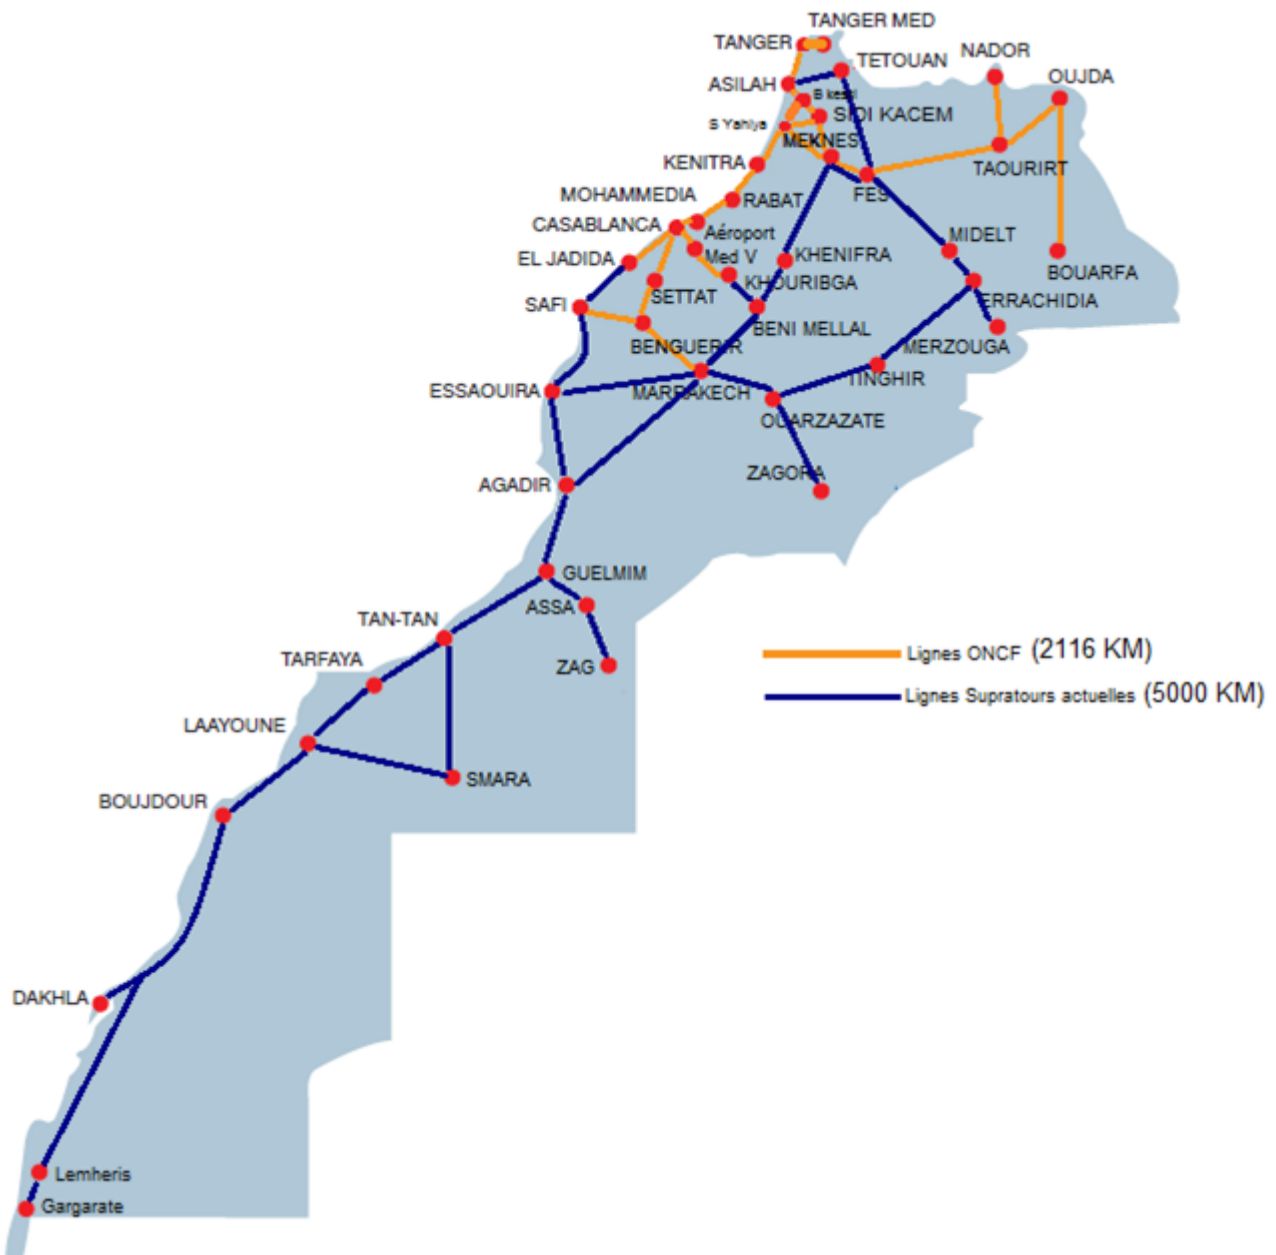 TANGER MED
TANGER
NADOR
TETOUAN
OUJDA
ASILAH
B kesri
SIDI KACEM
S Yahiya
MEKNES
KENITRA
TAOURIRT
FES
MOHAMMEDIA
RABAT
CASABLANCA
Aéroport
Med V
MIDELT
EL JADIDA
KHENIFRA
BOUARFA
KHOURIBGA
SETTAT
ERRACHIDIA
SAFI
BENI MELLAL
BENGUERIR
MERZOUGA
TINGHIR
ESSAOUIRA
MARRAKECH
OUARZAZATE
ZAGORA
AGADIR
GUELMIM
ASSA
TAN-TAN
Lignes ONCF (2116 KM)
TARFAYA
ZAG
Lignes Supratours actuelles (5000 KM)
LAAYOUNE
SMARA
BOUJDOUR
DAKHLA
Lemheris
Gargarate